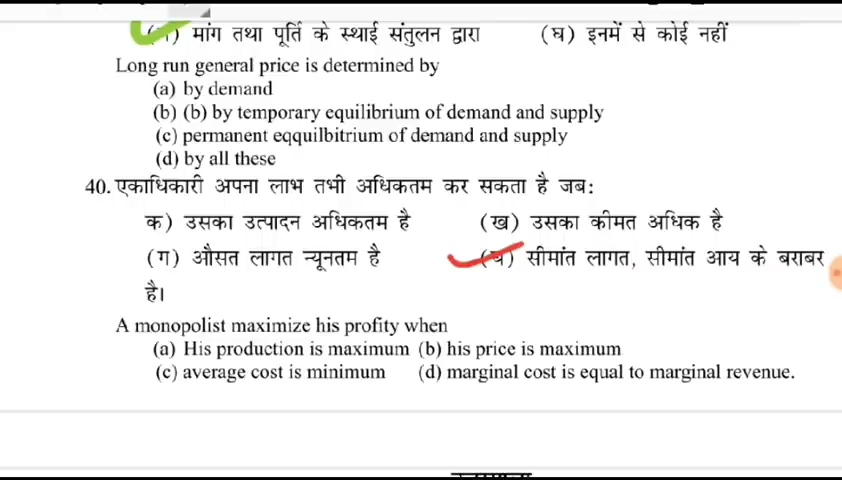 मांग तथा पूर्ति के स्थाई संतुलन द्वारा (घ) इनमें से कोई नहीं
Long run general price is determined by
(a) by demand
(b) (b) by temporary equilibrium of demand and supply
(c) permanent eqquilbitrium of demand and supply
(d) by all these
40. एकाधिकारी अपना लाभ तभी अधिकतम कर सकता है जब:
क) उसका उत्पादन अधिकतम है (ख) उसका कीमत अधिक है
(ग) औसत लागत न्यूनतम है (घ) सीमांत लागत, सीमांत आय के बराबर
है।
A monopolist maximize his profity when
(a) His production is maximum (b) his price is maximum
(c) average cost is minimum (d) marginal cost is equal to marginal revenue.